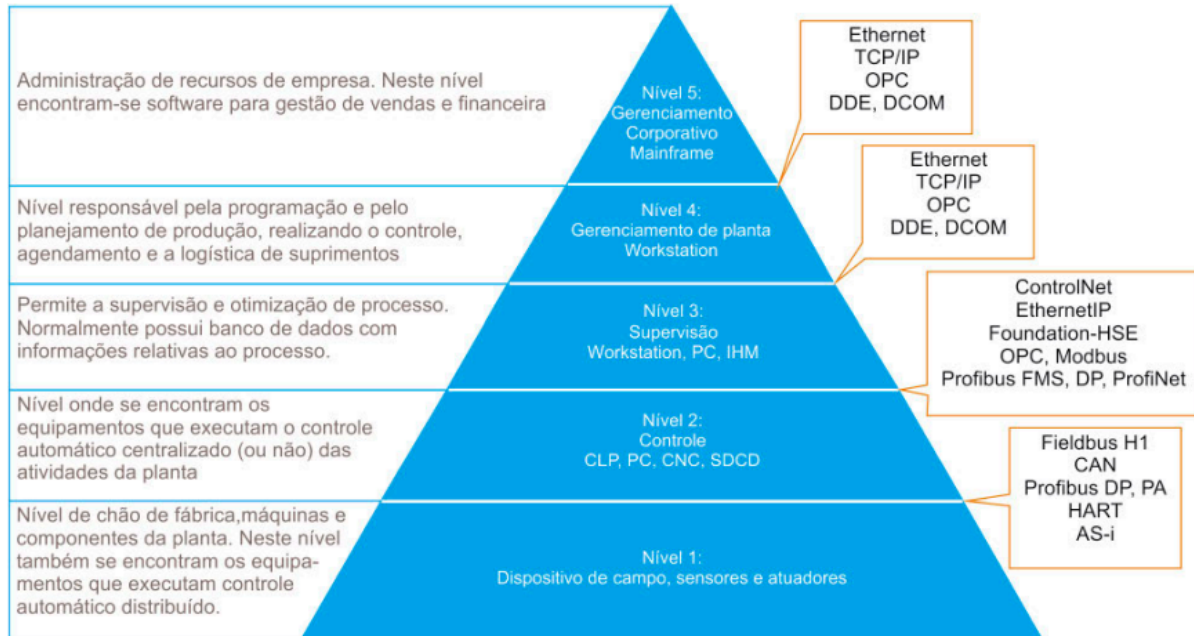 Administração de recursos de empresa. Neste nível
encontram-se software para gestão de vendas e financeira
Nível 5:
Gerenciamento
Corporativo
Mainframe
Ethernet
TCP/IP
OPC
DDE, DCOM
Nível responsável pela programação e pelo
planejamento de produção, realizando o controle,
agendamento e a logística de suprimentos
Nível 4:
Gerenciamento de planta
Workstation
Ethernet
TCP/IP
OPC
DDE, DCOM
Permite a supervisão e otimização de processo.
Normalmente possui banco de dados com
informações relativas ao processo.
Nível 3:
Supervisão
Workstation, PC, IHM
ControlNet
EthernetIP
Foundation-HSE
OPC, Modbus
Profibus FMS, DP, ProfiNet
Nível onde se encontram os
equipamentos que executam o controle
automático centralizado (ou não) das
atividades da planta
Nível 2:
Controle
CLP, PC, CNC, SDCD
Fieldbus H1
CAN
Profibus DP, PA
HART
AS-i
Nível de chão de fábrica,máquinas e
componentes da planta. Neste nível
também se encontram os equipa-
mentos que executam controle
automático distribuído.
Nível 1:
Dispositivo de campo, sensores e atuadores